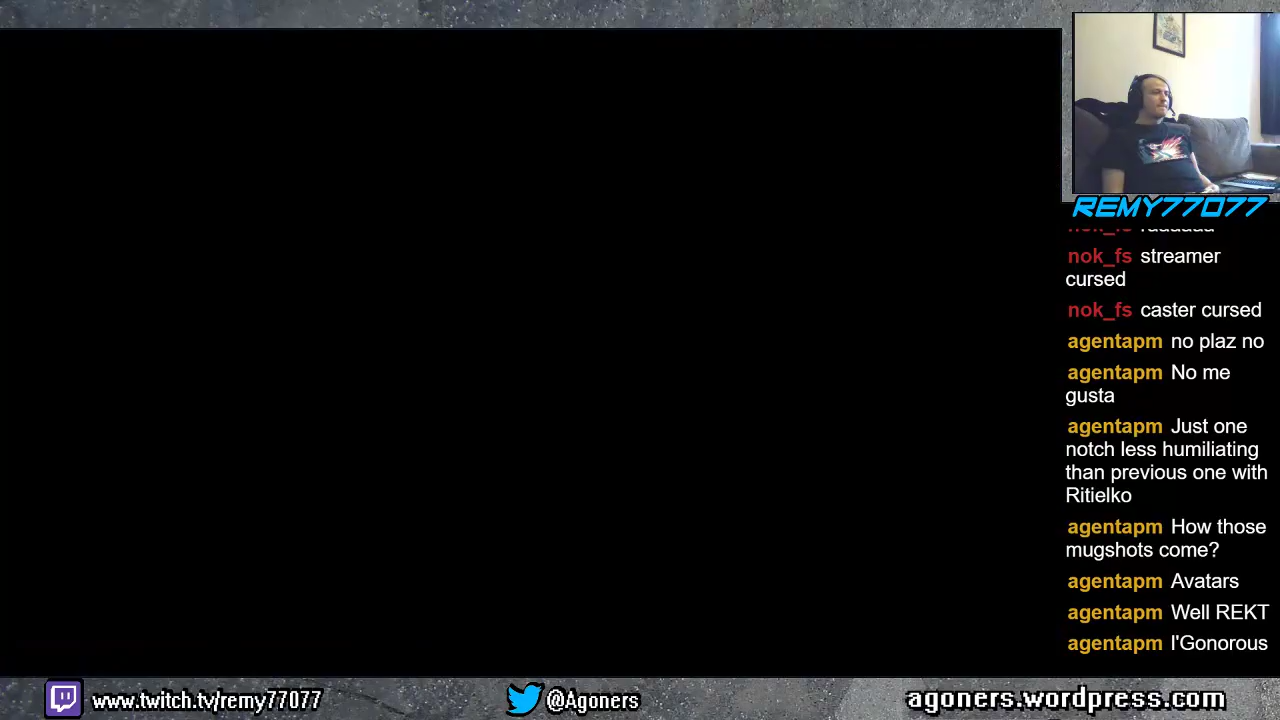 REMY77077
nok_fs
nok_fs streamer
cursed
nok_fs caster cursed
agentapm no plaz no
agentapm No me
gusta
agentapm Just one
notch less humiliating
than previous one with
Ritielko
agentapm How those
mugshots come?
agentapm Avatars
agentapm Well REKT
agentapm l'Gonorous
www.twitch.tv/remy77077
@Agoners
agoners.wordpress.com